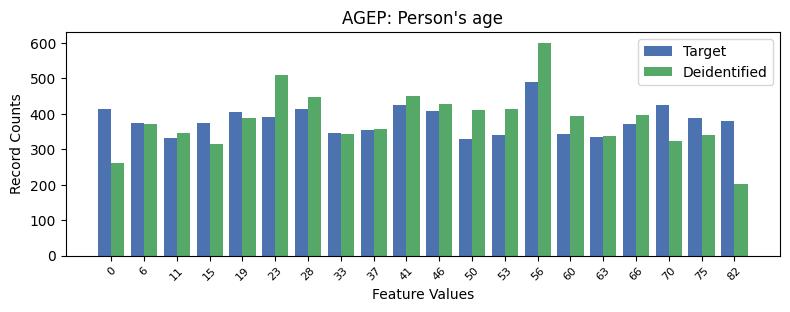 AGEP: Person's age
Record Counts
600
500
400
300
200
100
0
Target
Deidentified
0 6 11 15 19 23 28 33 37 41 46 50 53 56 60 63 66 70 75 82
Feature Values